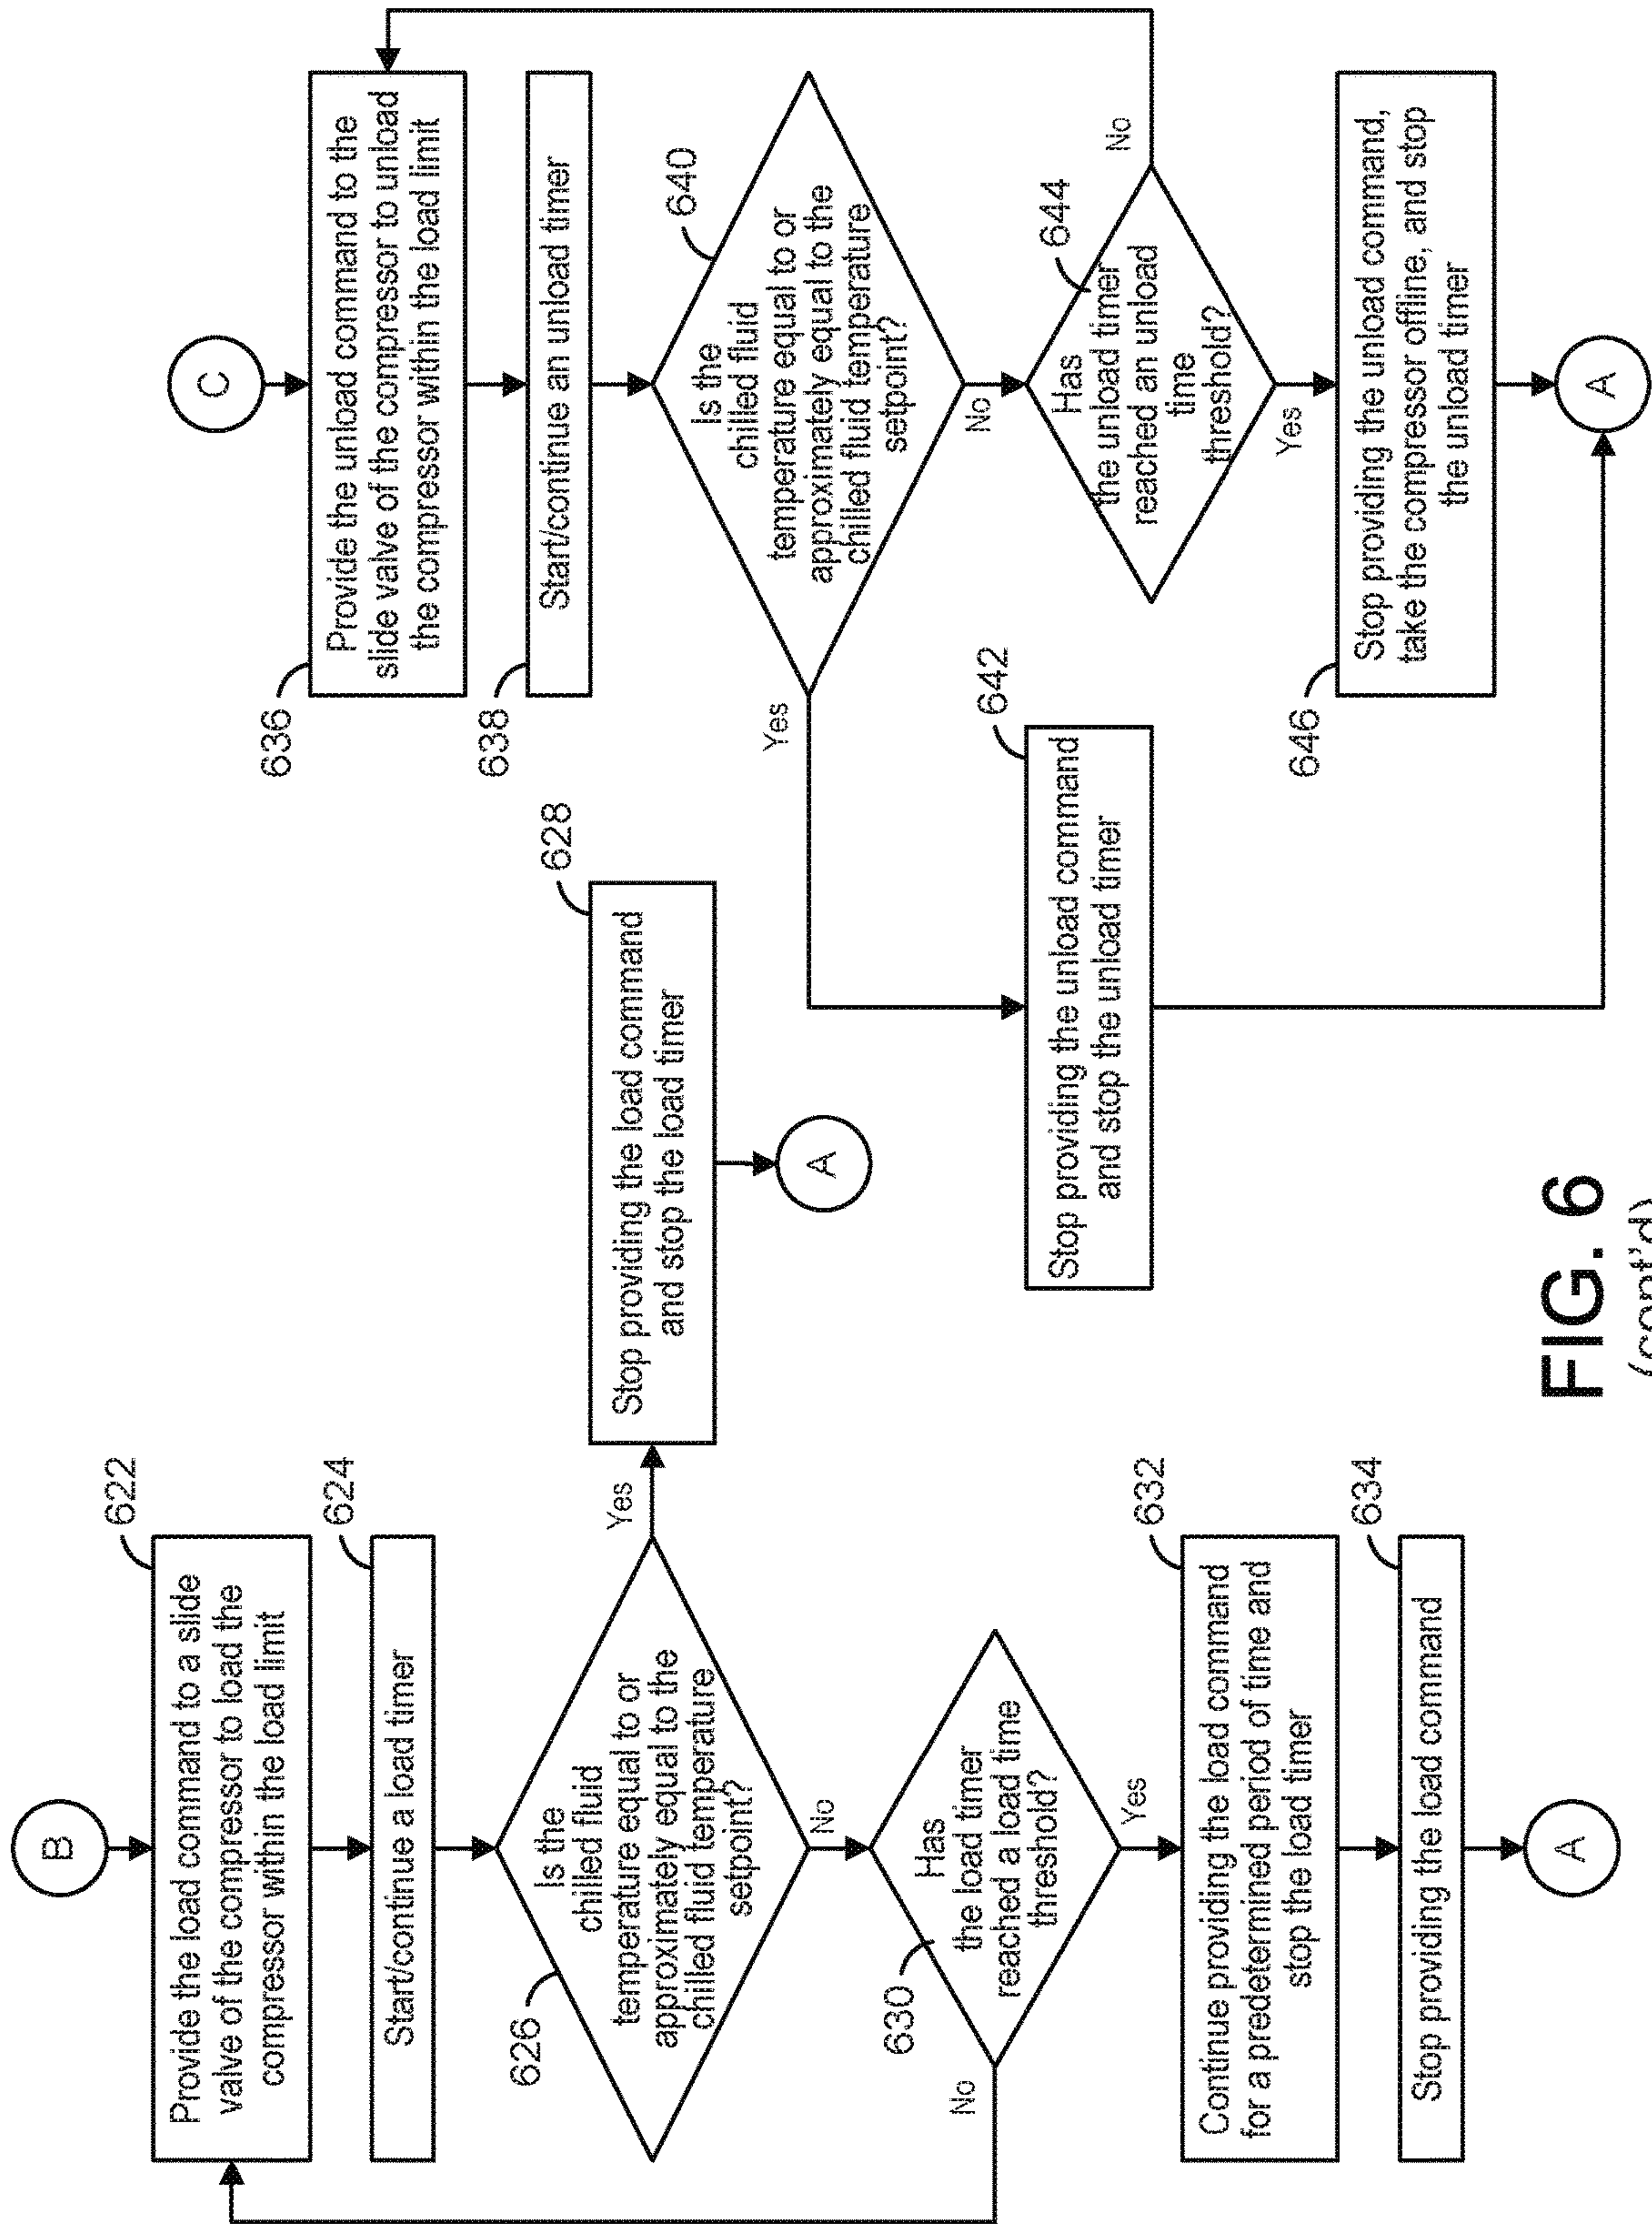 B
622
Provide the load command to a slide
valve of the compressor to load the
compressor within the load limit
624
Start/continue a load timer
626
Is the
chilled fluid
temperature equal to or
approximately equal to the
chilled fluid temperature
setpoint?
Yes
628
Stop providing the load command
and stop the load timer
A
No
630
Has
the load timer
reached a load time
threshold?
No
Yes
632
Continue providing the load command
for a predetermined period of time and
stop the load timer
634
Stop providing the load command
A
C
636
Provide the unload command to the
slide valve of the compressor to unload
the compressor within the load limit
638
Start/continue an unload timer
640
Is the
chilled fluid
temperature equal to or
approximately equal to the
chilled fluid temperature
setpoint?
Yes
642
Stop providing the unload command
and stop the unload timer
No
644
Has
the unload timer
reached an unload
time
threshold?
No
Yes
646
Stop providing the unload command,
take the compressor offline, and stop
the unload timer
A
FIG. 6
(cont'd)